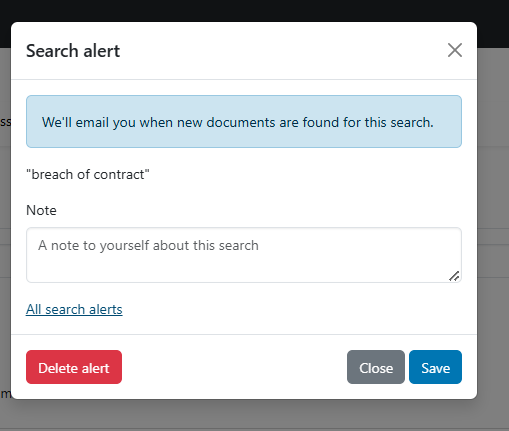 Search alert
We'll email you when new documents are found for this search.
"breach of contract"
Note
A note to yourself about this search
All search alerts
Delete alert
Close
Save